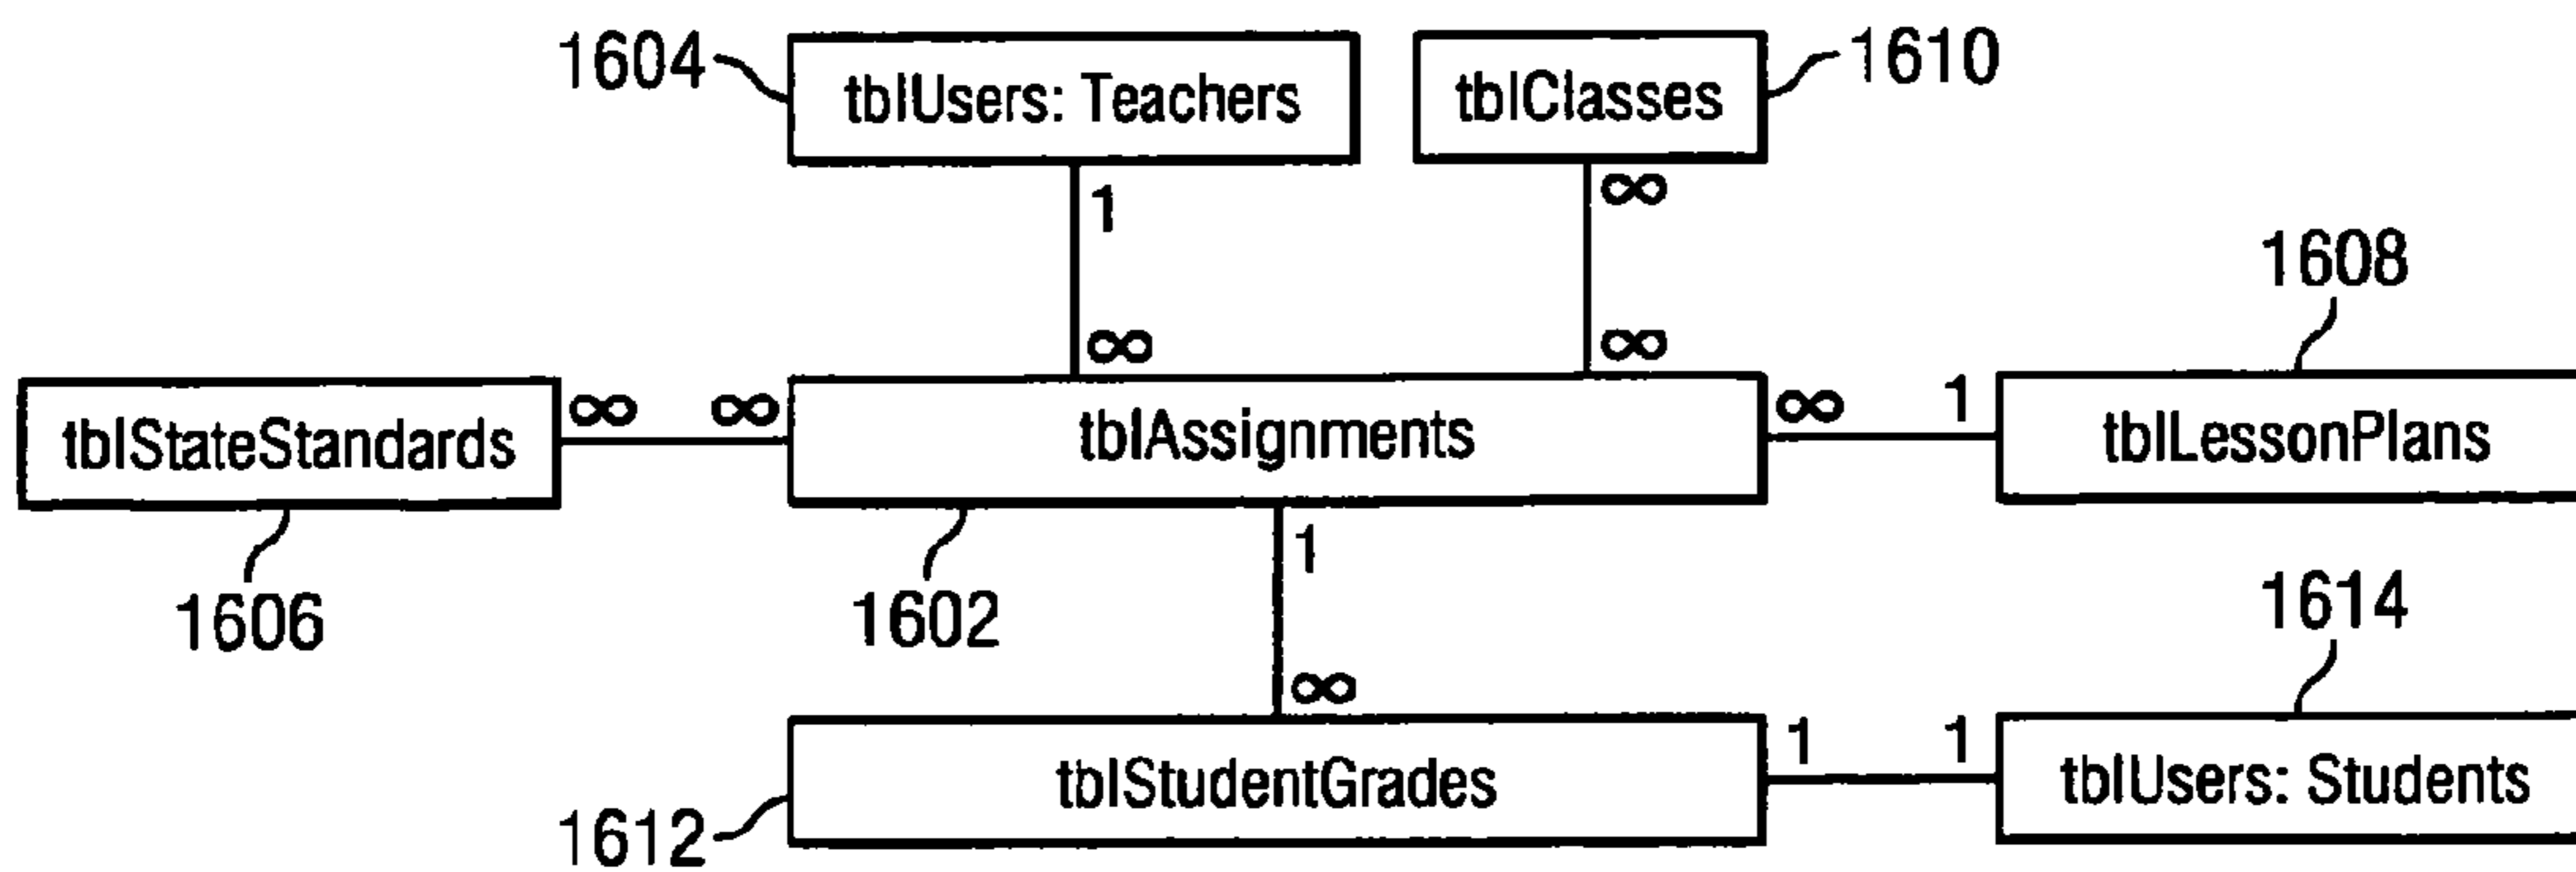 1604
tblUsers: Teachers
tblClasses
1610
1
∞
∞
∞
1608
tblStateStandards
∞
∞
tblAssignments
∞
1
tblLessonPlans
1606
1602
1
∞
1614
1612
tblStudentGrades
1
1
tblUsers: Students